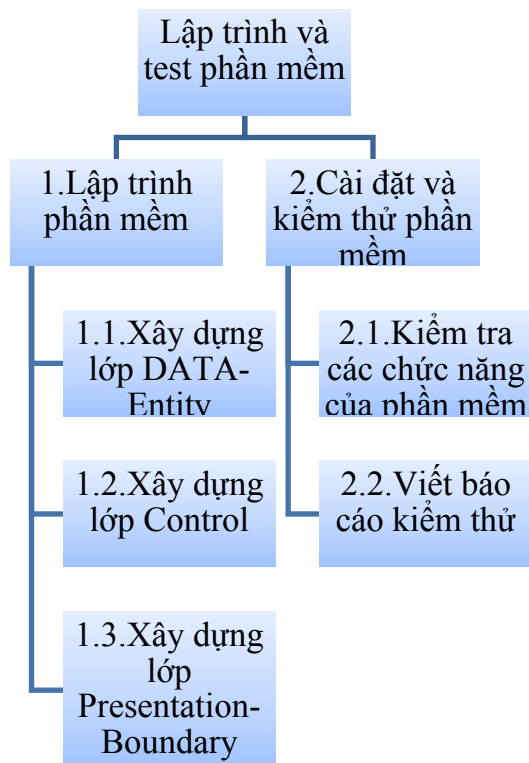 Lập trình và
test phần mềm
1.Lập trình
phần mềm
2.Cài đặt và
kiểm thử phần
mềm
1.1.Xây dựng
lớp DATA-
Entity
2.1.Kiểm tra
các chức năng
của phần mềm
1.2.Xây dựng
lớp Control
2.2.Viết báo
cáo kiểm thử
1.3.Xây dựng
lớp
Presentation-
Boundary